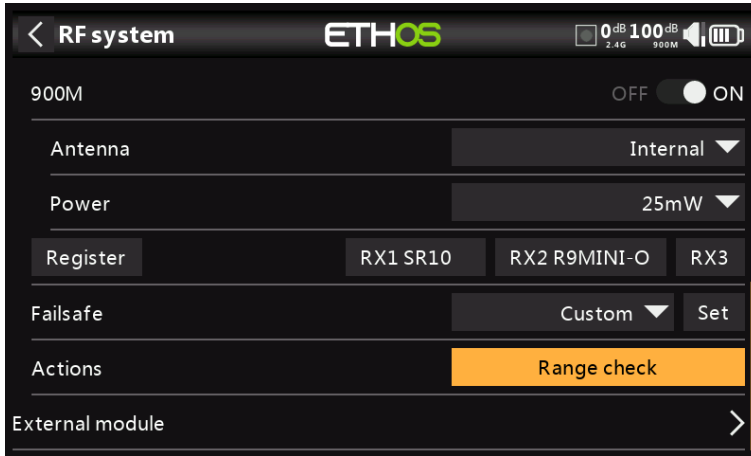 RF system ETHOS 0dB 2.4G 100dB 900M
900M OFF ON
Antenna Internal
Power 25mW
Register RX1 SR10 RX2 R9MINI-O RX3
Failsafe Custom Set
Actions Range check
External module